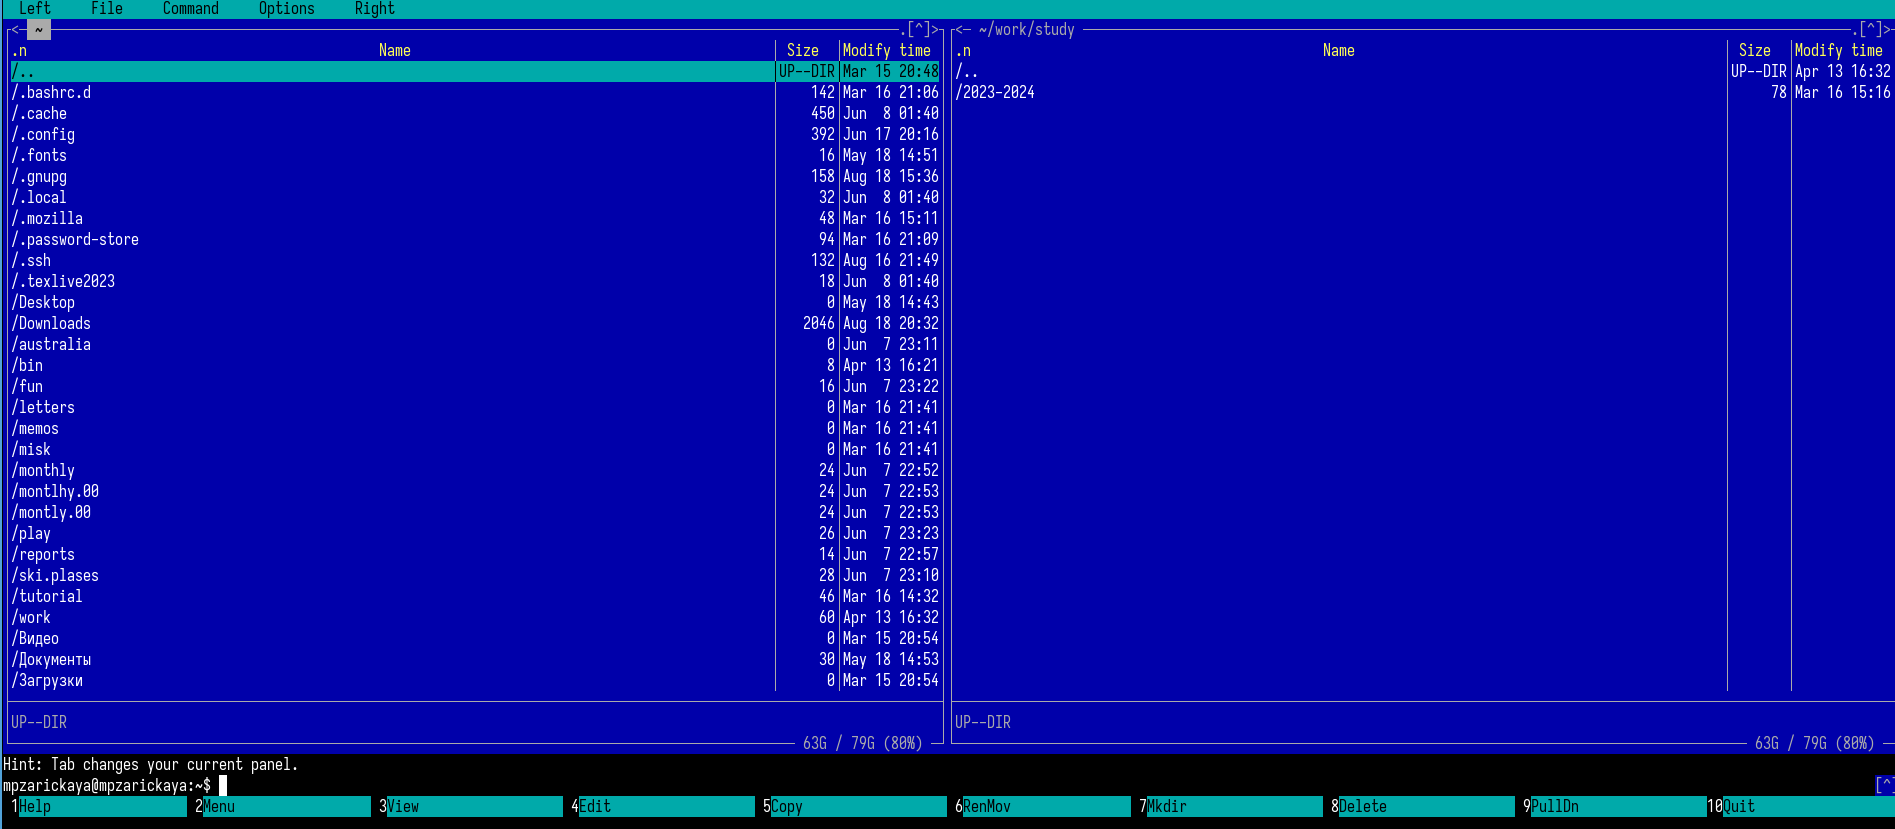 Left File Command Options Right
<- ~ .[^]>
.n Name Size Modify time
/.. UP--DIR Mar 15 20:48
/.bashrc.d 142 Mar 16 21:06
/.cache 450 Jun 8 01:40
/.config 392 Jun 17 20:16
/.fonts 16 May 18 14:51
/.gnupg 158 Aug 18 15:36
/.local 32 Jun 8 01:40
/.mozilla 48 Mar 16 15:11
/.password-store 94 Mar 16 21:09
/.ssh 132 Aug 16 21:49
/.texlive2023 18 Jun 8 01:40
/Desktop 0 May 18 14:43
/Downloads 2046 Aug 18 20:32
/australia 0 Jun 7 23:11
/bin 8 Apr 13 16:21
/fun 16 Jun 7 23:22
/letters 0 Mar 16 21:41
/memos 0 Mar 16 21:41
/misk 0 Mar 16 21:41
/monthly 24 Jun 7 22:52
/montlhy.00 24 Jun 7 22:53
/montly.00 24 Jun 7 22:53
/play 26 Jun 7 23:23
/reports 14 Jun 7 22:57
/ski.plases 28 Jun 7 23:10
/tutorial 46 Mar 16 14:32
/work 60 Apr 13 16:32
/Видео 0 Mar 15 20:54
/Документы 30 May 18 14:53
/Загрузки 0 Mar 15 20:54
UP--DIR
63G / 79G (80%)
<- ~/work/study .[^]>
.n Name Size Modify time
/.. UP--DIR Apr 13 16:32
/2023-2024 78 Mar 16 15:16
UP--DIR
63G / 79G (80%)
Hint: Tab changes your current panel.
mpzarickaya@mpzarickaya:~$ [^]
1Help 2Menu 3View 4Edit 5Copy 6RenMov 7Mkdir 8Delete 9PullDn 10Quit